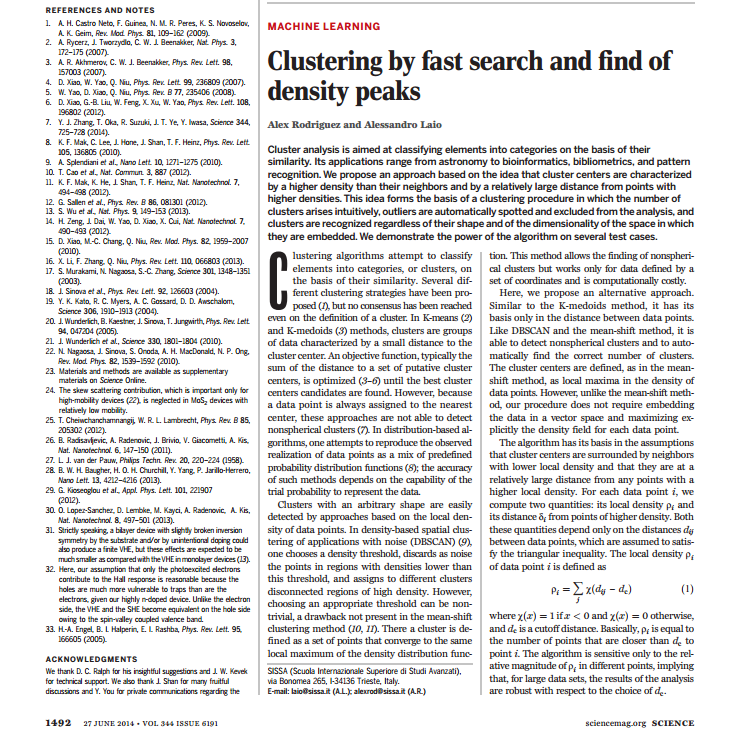 REFERENCES AND NOTES
1. A. H. Castro Neto, F. Guinea, N. M. R. Peres, K. S. Novoselov,
A. K. Geim, Rev. Mod. Phys. 81, 109–162 (2009).
2. A. Rycerz, J. Tworzydlo, C. W. J. Beenakker, Nat. Phys. 3,
172–175 (2007).
3. A. R. Akhmerov, C. W. J. Beenakker, Phys. Rev. Lett. 98,
157003 (2007).
4. D. Xiao, W. Yao, Q. Niu, Phys. Rev. Lett. 99, 236809 (2007).
5. W. Yao, D. Xiao, Q. Niu, Phys. Rev. B 77, 235406 (2008).
6. D. Xiao, G.-B. Liu, W. Feng, X. Xu, W. Yao, Phys. Rev. Lett. 108,
196802 (2012).
7. Y. J. Zhang, T. Oka, R. Suzuki, J. T. Ye, Y. Iwasa, Science 344,
725–728 (2014).
8. K. F. Mak, C. Lee, J. Hone, J. Shan, T. F. Heinz, Phys. Rev. Lett.
105, 136805 (2010).
9. A. Splendiani et al., Nano Lett. 10, 1271–1275 (2010).
10. T. Cao et al., Nat. Commun. 3, 887 (2012).
11. K. F. Mak, K. He, J. Shan, T. F. Heinz, Nat. Nanotechnol. 7,
494–498 (2012).
12. G. Sallen et al., Phys. Rev. B 86, 081301 (2012).
13. S. Wu et al., Nat. Phys. 9, 149–153 (2013).
14. H. Zeng, J. Dai, W. Yao, D. Xiao, X. Cui, Nat. Nanotechnol. 7,
490–493 (2012).
15. D. Xiao, M.-C. Chang, Q. Niu, Rev. Mod. Phys. 82, 1959–2007
(2010).
16. X. Li, F. Zhang, Q. Niu, Phys. Rev. Lett. 110, 066803 (2013).
17. S. Murakami, N. Nagaosa, S.-C. Zhang, Science 301, 1348–1351
(2003).
18. J. Sinova et al., Phys. Rev. Lett. 92, 126603 (2004).
19. Y. K. Kato, R. C. Myers, A. C. Gossard, D. D. Awschalom,
Science 306, 1910–1913 (2004).
20. J. Wunderlich, B. Kaestner, J. Sinova, T. Jungwirth, Phys. Rev. Lett.
94, 047204 (2005).
21. J. Wunderlich et al., Science 330, 1801–1804 (2010).
22. N. Nagaosa, J. Sinova, S. Onoda, A. H. MacDonald, N. P. Ong,
Rev. Mod. Phys. 82, 1539–1592 (2010).
23. Materials and methods are available as supplementary
materials on Science Online.
24. The skew scattering contribution, which is important only for
high-mobility devices (22), is neglected in MoS₂ devices with
relatively low mobility.
25. T. Cheiwchanchamnangij, W. R. L. Lambrecht, Phys. Rev. B 85,
205302 (2012).
26. B. Radisavljevic, A. Radenovic, J. Brivio, V. Giacometti, A. Kis,
Nat. Nanotechnol. 6, 147–150 (2011).
27. L. J. van der Pauw, Philips Techn. Rev. 20, 220–224 (1958).
28. B. W. H. Baugher, H. O. H. Churchill, Y. Yang, P. Jarillo-Herrero,
Nano Lett. 13, 4212–4216 (2013).
29. G. Kioseoglou et al., Appl. Phys. Lett. 101, 221907
(2012).
30. O. Lopez-Sanchez, D. Lembke, M. Kayci, A. Radenovic, A. Kis,
Nat. Nanotechnol. 8, 497–501 (2013).
31. Strictly speaking, a bilayer device with slightly broken inversion
symmetry by the substrate and/or by unintentional doping could
also produce a finite VHE, but these effects are expected to be
much smaller as compared with the VHE in monolayer devices (13).
32. Here, our assumption that only the photoexcited electrons
contribute to the Hall response is reasonable because the
holes are much more vulnerable to traps than are the
electrons, given our highly n-doped device. Unlike the electron
side, the VHE and the SHE become equivalent on the hole side
owing to the spin-valley coupled valence band.
33. H.-A. Engel, B. I. Halperin, E. I. Rashba, Phys. Rev. Lett. 95,
166605 (2005).
ACKNOWLEDGMENTS
We thank D. C. Ralph for his insightful suggestions and J. W. Kevek
for technical support. We also thank J. Shan for many fruitful
discussions and Y. You for private communications regarding the
MACHINE LEARNING
Clustering by fast search and find of
density peaks
Alex Rodriguez and Alessandro Laio
Cluster analysis is aimed at classifying elements into categories on the basis of their
similarity. Its applications range from astronomy to bioinformatics, bibliometrics, and pattern
recognition. We propose an approach based on the idea that cluster centers are characterized
by a higher density than their neighbors and by a relatively large distance from points with
higher densities. This idea forms the basis of a clustering procedure in which the number of
clusters arises intuitively, outliers are automatically spotted and excluded from the analysis, and
clusters are recognized regardless of their shape and of the dimensionality of the space in which
they are embedded. We demonstrate the power of the algorithm on several test cases.
Clustering algorithms attempt to classify
elements into categories, or clusters, on
the basis of their similarity. Several dif-
ferent clustering strategies have been pro-
posed (1), but no consensus has been reached
even on the definition of a cluster. In K-means (2)
and K-medoids (3) methods, clusters are groups
of data characterized by a small distance to the
cluster center. An objective function, typically the
sum of the distance to a set of putative cluster
centers, is optimized (3–6) until the best cluster
centers candidates are found. However, because
a data point is always assigned to the nearest
center, these approaches are not able to detect
nonspherical clusters (7). In distribution-based al-
gorithms, one attempts to reproduce the observed
realization of data points as a mix of predefined
probability distribution functions (8); the accuracy
of such methods depends on the capability of the
trial probability to represent the data.
Clusters with an arbitrary shape are easily
detected by approaches based on the local den-
sity of data points. In density-based spatial clus-
tering of applications with noise (DBSCAN) (9),
one chooses a density threshold, discards as noise
the points in regions with densities lower than
this threshold, and assigns to different clusters
disconnected regions of high density. However,
choosing an appropriate threshold can be non-
trivial, a drawback not present in the mean-shift
clustering method (10, 11). There a cluster is de-
fined as a set of points that converge to the same
local maximum of the density distribution func-
SISSA (Scuola Internazionale Superiore di Studi Avanzati),
via Bonomea 265, I-34136 Trieste, Italy.
E-mail: laio@sissa.it (A.L.); alexrod@sissa.it (A.R.)
tion. This method allows the finding of nonspheri-
cal clusters but works only for data defined by a
set of coordinates and is computationally costly.
Here, we propose an alternative approach.
Similar to the K-medoids method, it has its
basis only in the distance between data points.
Like DBSCAN and the mean-shift method, it is
able to detect nonspherical clusters and to auto-
matically find the correct number of clusters.
The cluster centers are defined, as in the mean-
shift method, as local maxima in the density of
data points. However, unlike the mean-shift meth-
od, our procedure does not require embedding
the data in a vector space and maximizing ex-
plicitly the density field for each data point.
The algorithm has its basis in the assumptions
that cluster centers are surrounded by neighbors
with lower local density and that they are at a
relatively large distance from any points with a
higher local density. For each data point i, we
compute two quantities: its local density ρᵢ and
its distance δᵢ from points of higher density. Both
these quantities depend only on the distances dᵢⱼ
between data points, which are assumed to satis-
fy the triangular inequality. The local density ρᵢ
of data point i is defined as
ρᵢ = ∑ⱼ χ(dᵢⱼ − d_c) (1)
where χ(x) = 1 if x < 0 and χ(x) = 0 otherwise,
and d_c is a cutoff distance. Basically, ρᵢ is equal to
the number of points that are closer than d_c to
point i. The algorithm is sensitive only to the rel-
ative magnitude of ρᵢ in different points, implying
that, for large data sets, the results of the analysis
are robust with respect to the choice of d_c.
1492 27 JUNE 2014 • VOL 344 ISSUE 6191
sciencemag.org SCIENCE